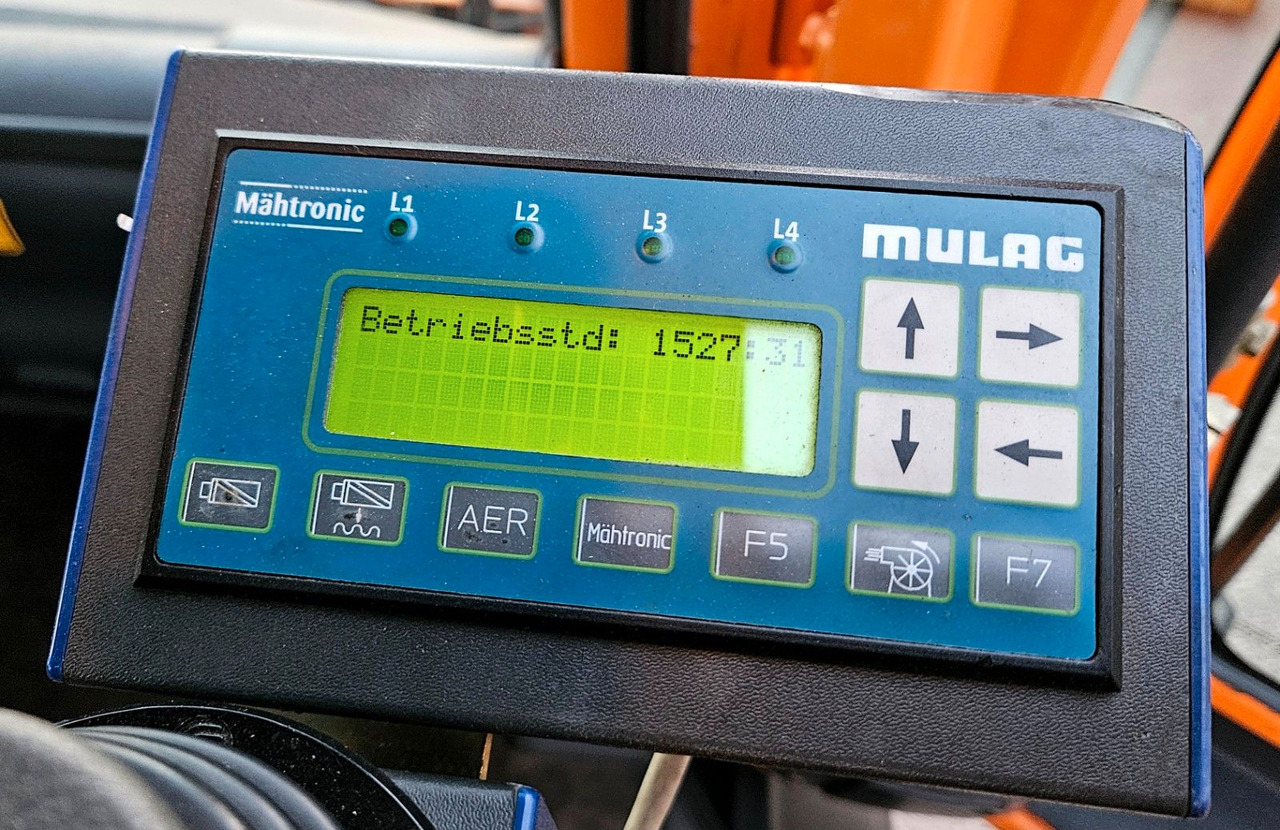 Mähtronic
L1
L2
L3
L4
MULAG
Betriebsstd: 1527:31
AER
Mähtronic
F5
F7